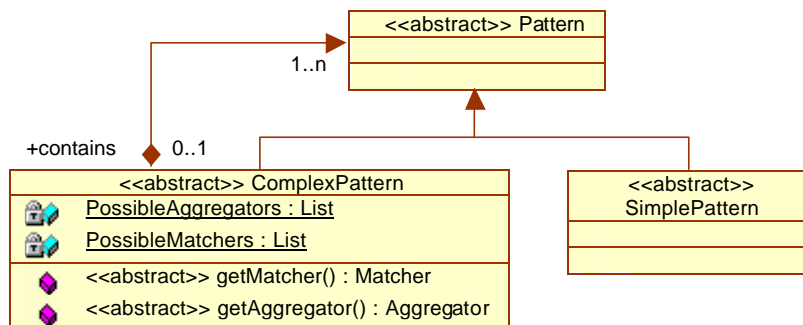 <<abstract>> Pattern
1..n
+contains
0..1
<<abstract>> ComplexPattern
PossibleAggregators : List
PossibleMatchers : List
<<abstract>> getMatcher() : Matcher
<<abstract>> getAggregator() : Aggregator
<<abstract>>
SimplePattern